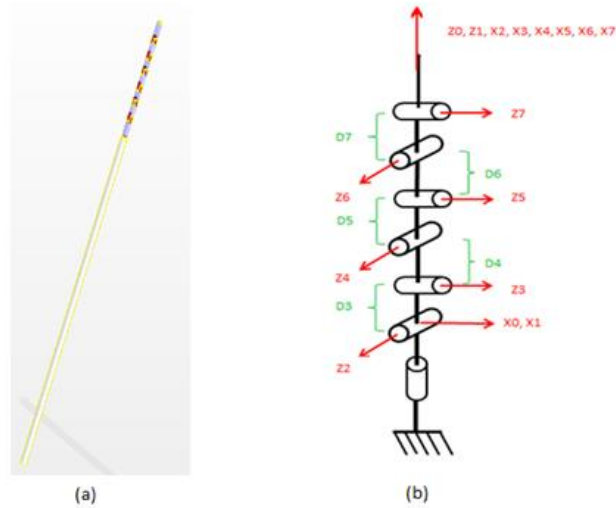 Z0, Z1, X2, X3, X4, X5, X6, X7
Z7
D7
D6
Z6
Z5
D5
D4
Z4
Z3
D3
X0, X1
Z2
(a)
(b)